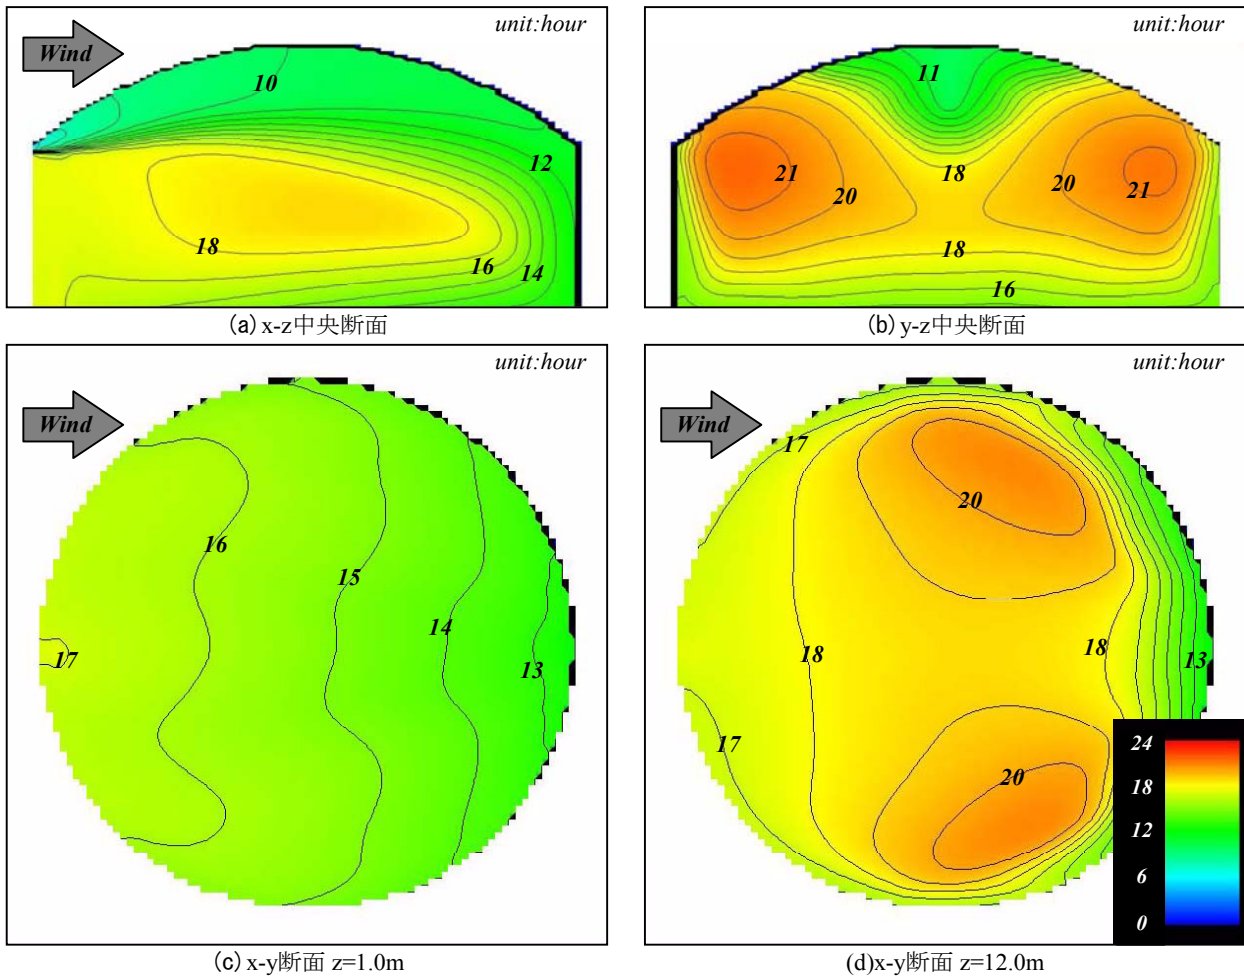 unit:hour
Wind
10
12
18
16
14
(a) x-z中央断面
unit:hour
11
18
21
20
20
21
18
16
(b) y-z中央断面
unit:hour
Wind
16
15
14
17
13
(c) x-y断面 z=1.0m
unit:hour
Wind
17
20
18
18
13
17
20
24
18
12
6
0
(d)x-y断面 z=12.0m